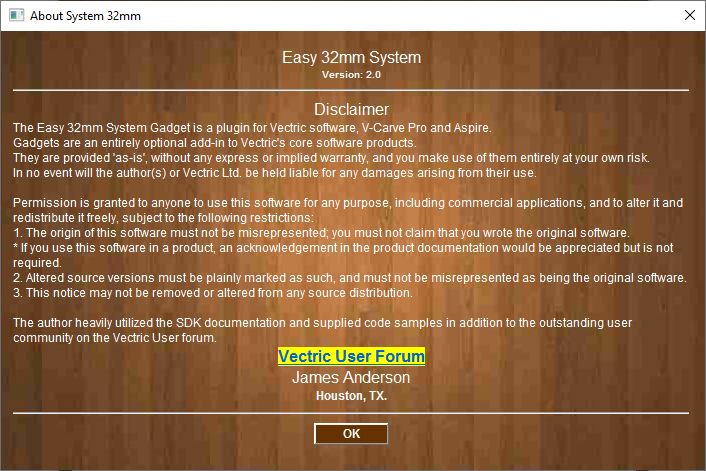 About System 32mm
Easy 32mm System
Version: 2.0
Disclaimer
The Easy 32mm System Gadget is a plugin for Vectric software, V-Carve Pro and Aspire.
Gadgets are an entirely optional add-in to Vectric's core software products.
They are provided 'as-is', without any express or implied warranty, and you make use of them entirely at your own risk.
In no event will the author(s) or Vectric Ltd. be held liable for any damages arising from their use.
Permission is granted to anyone to use this software for any purpose, including commercial applications, and to alter it and
redistribute it freely, subject to the following restrictions:
1. The origin of this software must not be misrepresented; you must not claim that you wrote the original software.
* If you use this software in a product, an acknowledgement in the product documentation would be appreciated but is not
required.
2. Altered source versions must be plainly marked as such, and must not be misrepresented as being the original software.
3. This notice may not be removed or altered from any source distribution.
The author heavily utilized the SDK documentation and supplied code samples in addition to the outstanding user
community on the Vectric User forum.
Vectric User Forum
James Anderson
Houston, TX.
OK